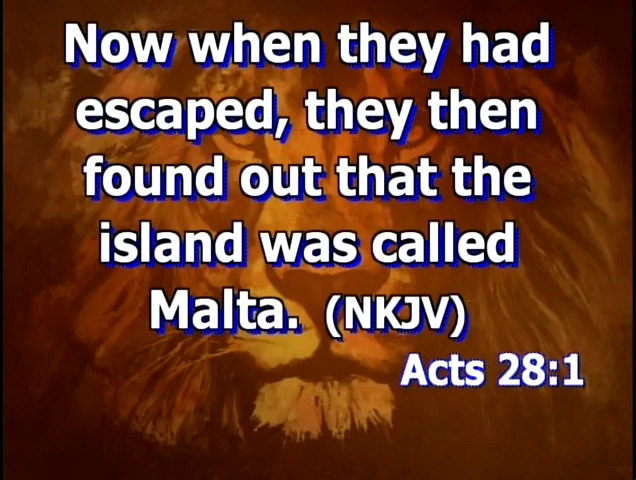 Now when they had
escaped, they then
found out that the
island was called
Malta. (NKJV)
Acts 28:1